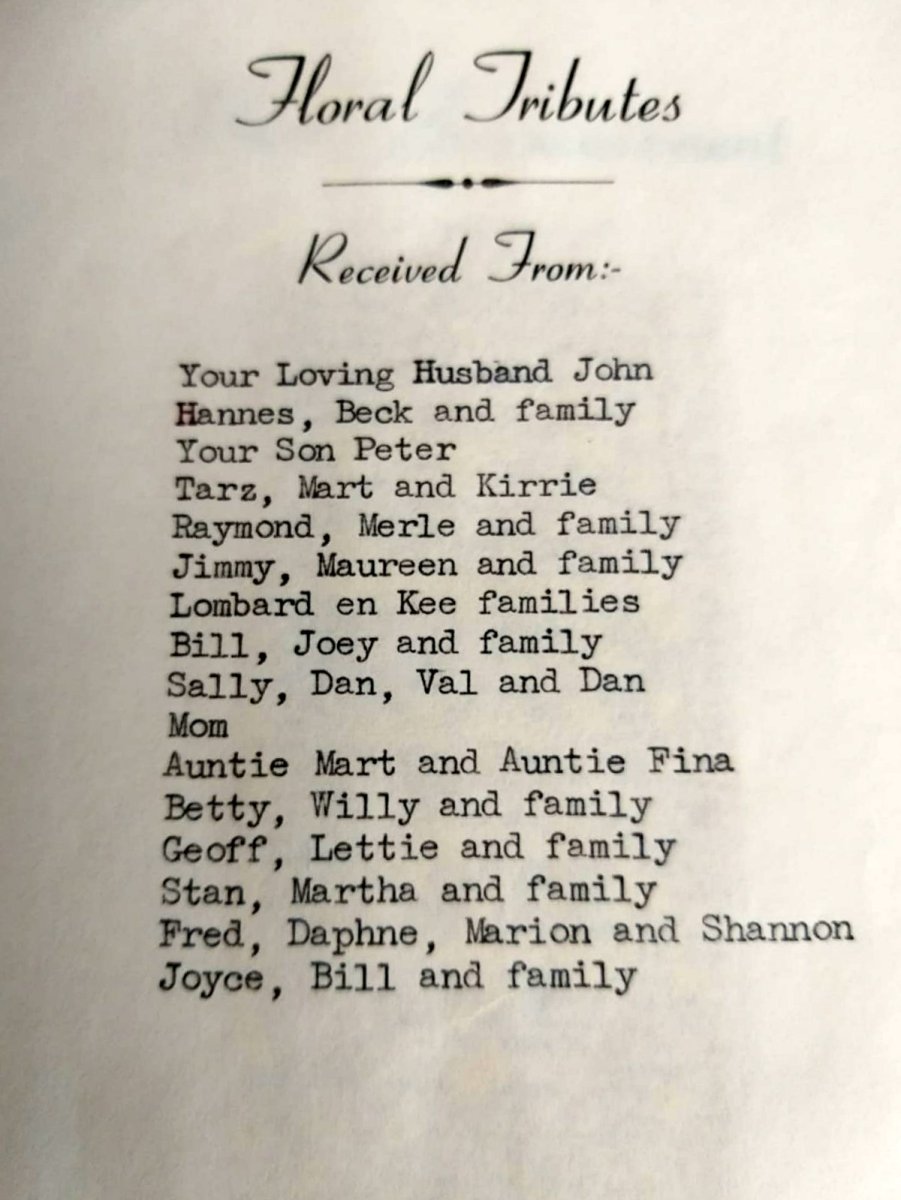 Floral Tributes
Received From:-
Your Loving Husband John
Hannes, Beck and family
Your Son Peter
Tarz, Mart and Kirrie
Raymond, Merle and family
Jimmy, Maureen and family
Lombard en Kee families
Bill, Joey and family
Sally, Dan, Val and Dan
Mom
Auntie Mart and Auntie Fina
Betty, Willy and family
Geoff, Lettie and family
Stan, Martha and family
Fred, Daphne, Marion and Shannon
Joyce, Bill and family